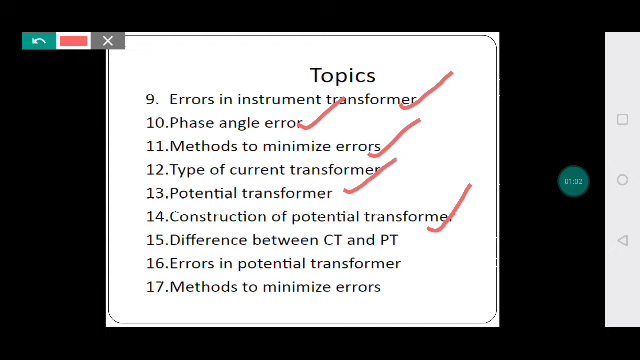 Topics
9. Errors in instrument transformer
10.Phase angle error
11.Methods to minimize errors
12.Type of current transformer
13.Potential transformer
14.Construction of potential transformer
15.Difference between CT and PT
16.Errors in potential transformer
17.Methods to minimize errors
01:02